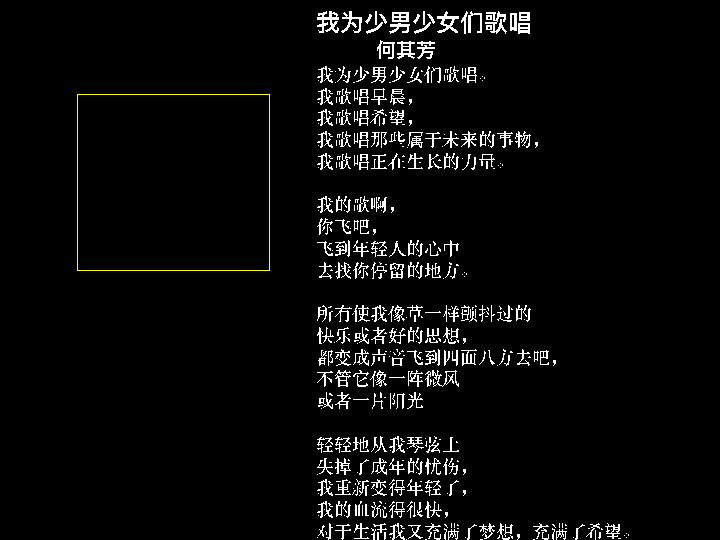 我为少男少女们歌唱
何其芳
我为少男少女们歌唱。
我歌唱早晨，
我歌唱希望，
我歌唱那些属于未来的事物，
我歌唱正在生长的力量。
我的歌啊，
你飞吧，
飞到年轻人的心中
去找你停留的地方。
所有使我像草一样颤抖过的
快乐或者好的思想，
都变成声音飞到四面八方去吧，
不管它像一阵微风
或者一片阳光
轻轻地从我琴弦上
失掉了成年的忧伤，
我重新变得年轻了，
我的血流得很快，
对于生活我又充满了梦想，充满了希望。